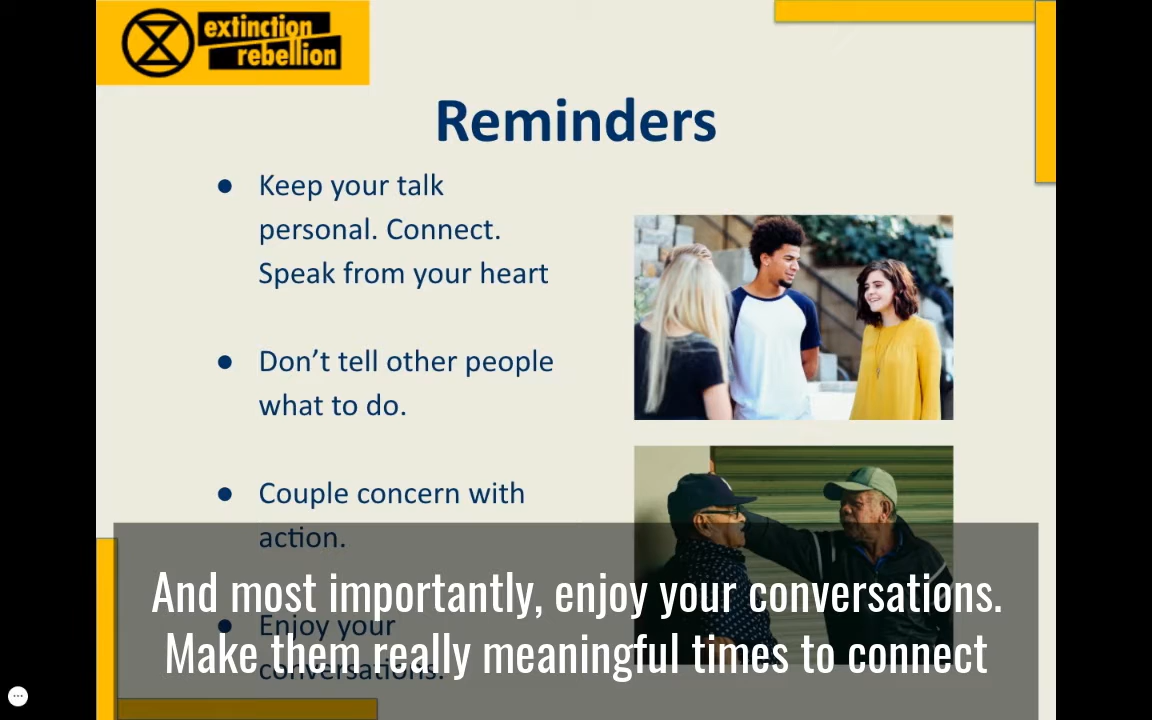 extinction
rebellion
Reminders
● Keep your talk
personal. Connect.
Speak from your heart
● Don’t tell other people
what to do.
● Couple concern with
action.
● Enjoy your
conversations.
And most importantly, enjoy your conversations.
Make them really meaningful times to connect